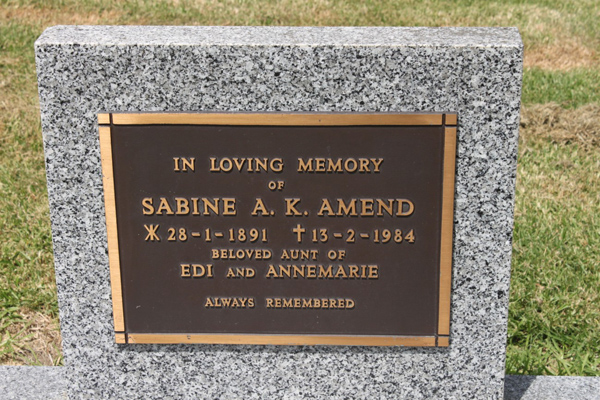 IN LOVING MEMORY
OF
SABINE A. K. AMEND
Ж 28-1-1891 ✝ 13-2-1984
BELOVED AUNT OF
EDI AND ANNEMARIE
ALWAYS REMEMBERED